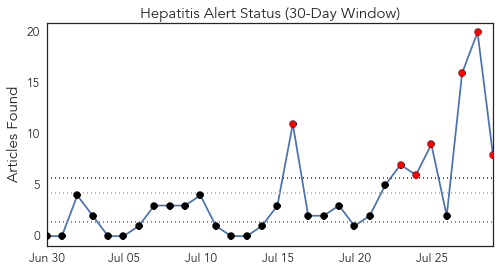 Hepatitis Alert Status (30-Day Window)
Articles Found
20
15
10
5
0
Jun 30
Jul 05
Jul 10
Jul 15
Jul 20
Jul 25